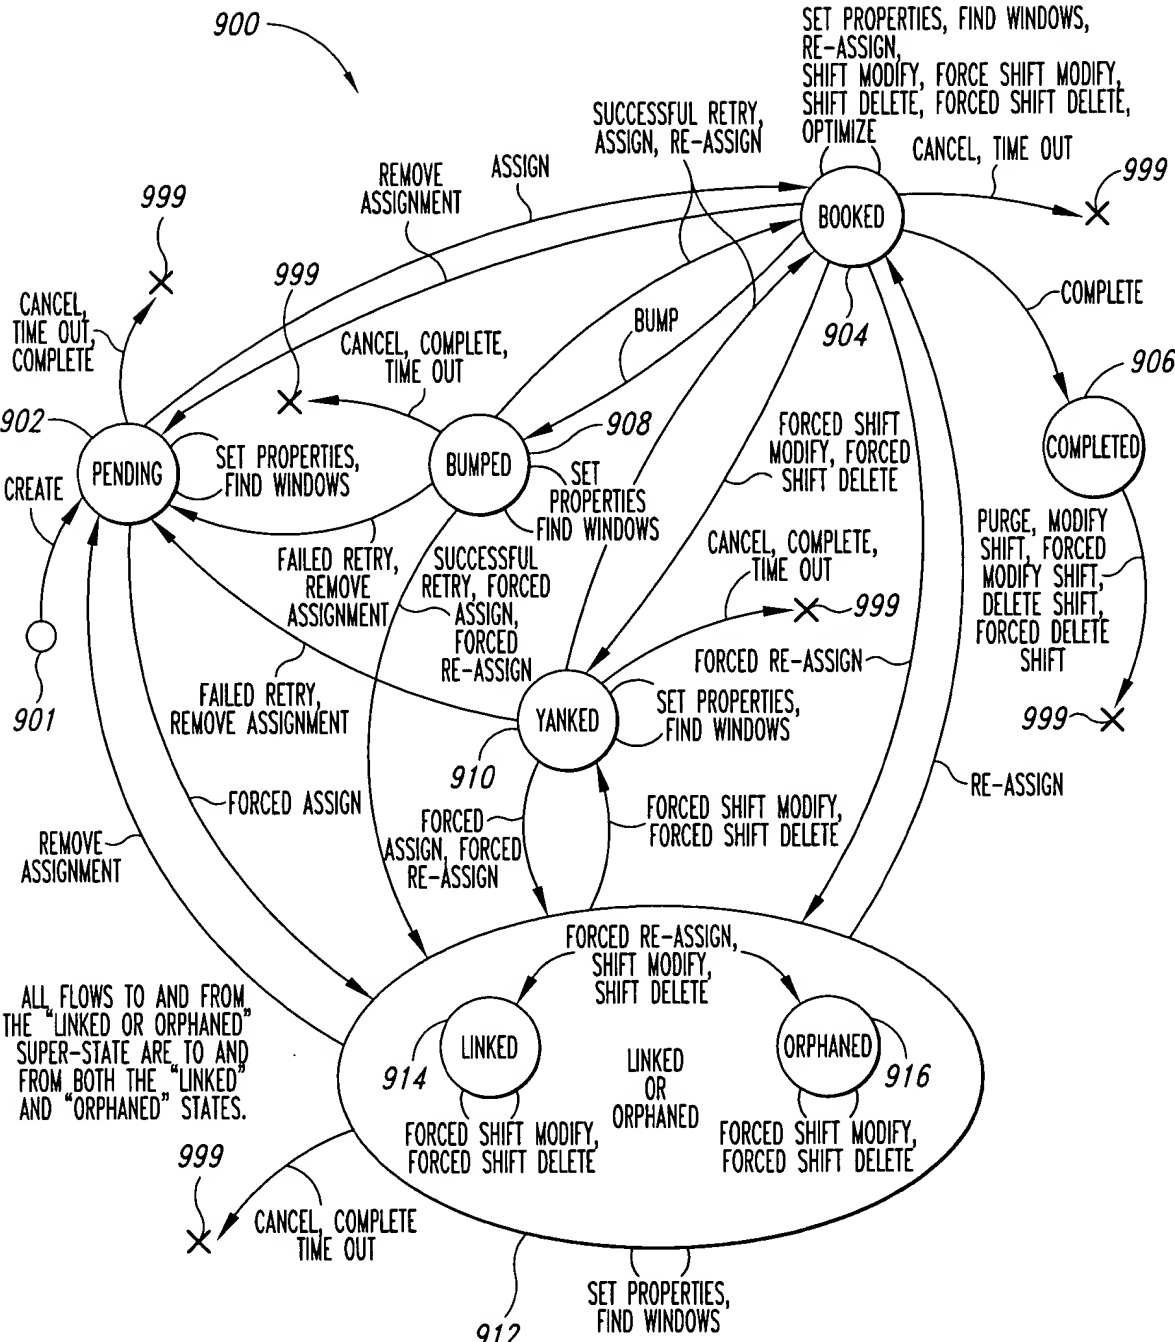 900
SET PROPERTIES, FIND WINDOWS,
RE-ASSIGN,
SHIFT MODIFY, FORCE SHIFT MODIFY,
SHIFT DELETE, FORCED SHIFT DELETE,
OPTIMIZE
SUCCESSFUL RETRY,
ASSIGN, RE-ASSIGN
CANCEL, TIME OUT
999
ASSIGN
REMOVE
ASSIGNMENT
999
BOOKED
904
999
CANCEL,
TIME OUT,
COMPLETE
COMPLETE
BUMP
CANCEL, COMPLETE,
TIME OUT
906
902
908
PENDING
SET PROPERTIES,
FIND WINDOWS
BUMPED
SET
PROPERTIES
FIND WINDOWS
FORCED SHIFT
MODIFY, FORCED
SHIFT DELETE
COMPLETED
CREATE
PURGE, MODIFY
SHIFT, FORCED
MODIFY SHIFT,
DELETE SHIFT,
FORCED DELETE
SHIFT
CANCEL, COMPLETE,
TIME OUT
999
FAILED RETRY,
REMOVE
ASSIGNMENT
SUCCESSFUL
RETRY, FORCED
ASSIGN,
FORCED
RE-ASSIGN
FORCED RE-ASSIGN
901
FAILED RETRY,
REMOVE ASSIGNMENT
YANKED
SET PROPERTIES,
FIND WINDOWS
999
910
RE-ASSIGN
FORCED ASSIGN
FORCED
ASSIGN, FORCED
RE-ASSIGN
FORCED SHIFT MODIFY,
FORCED SHIFT DELETE
REMOVE
ASSIGNMENT
FORCED RE-ASSIGN,
SHIFT MODIFY,
SHIFT DELETE
ALL FLOWS TO AND FROM
THE "LINKED OR ORPHANED"
SUPER-STATE ARE TO AND
FROM BOTH THE "LINKED"
AND "ORPHANED" STATES.
LINKED
914
LINKED
OR
ORPHANED
ORPHANED
916
FORCED SHIFT MODIFY,
FORCED SHIFT DELETE
FORCED SHIFT MODIFY,
FORCED SHIFT DELETE
999
CANCEL, COMPLETE
TIME OUT
SET PROPERTIES,
FIND WINDOWS
912